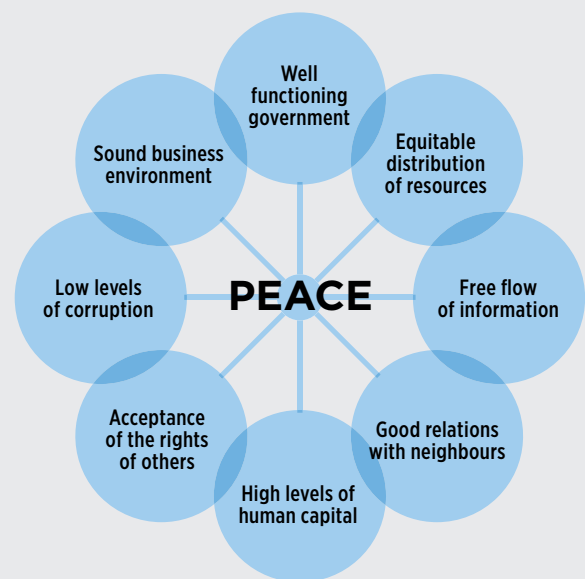 Well
functioning
government
Equitable
distribution
of resources
Free flow
of information
Good relations
with neighbours
High levels of
human capital
Acceptance
of the rights
of others
Low levels
of corruption
Sound business
environment
PEACE